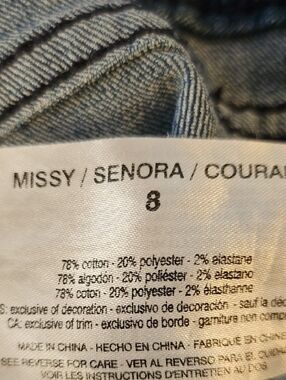 MISSY / SENORA / COURA
8
78% cotton - 20% polyester - 2% elastane
78% algodón - 20% poliéster - 2% elastano
78% coton - 20% polyester - 2% élasthanne
S: exclusive of decoration - exclusivo de decoración - sauf la déc
CA: exclusive of trim - exclusivo de borde - garniture non comp
MADE IN CHINA - HECHO EN CHINA - FABRIQUÉ EN CHIN
SEE REVERSE FOR CARE - VER AL REVERSO PARA EL CUIDA
VOIR LES INSTRUCTIONS D'ENTRETIEN AU DOS